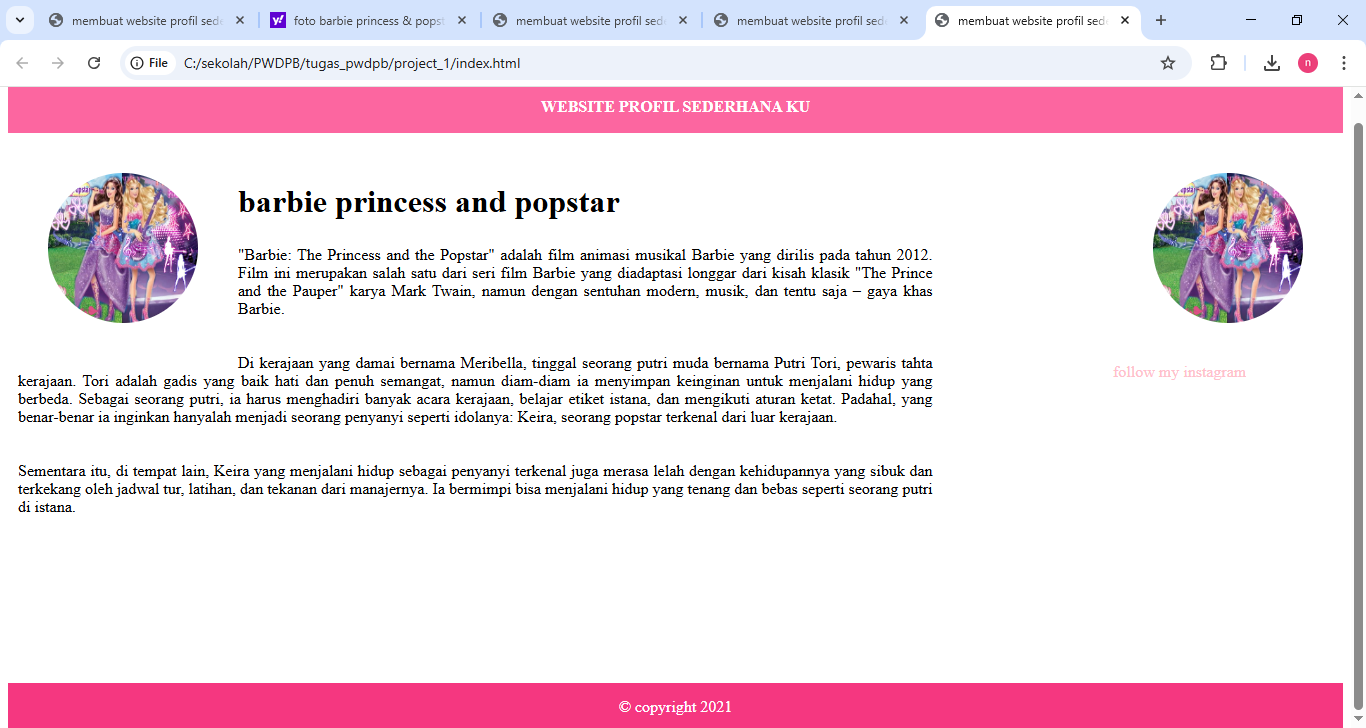 membuat website profil sede
foto barbie princess & popst
membuat website profil sede
membuat website profil sede
membuat website profil sede
File
C:/sekolah/PWDPB/tugas_pwdpb/project_1/index.html
n
WEBSITE PROFIL SEDERHANA KU
barbie princess and popstar
"Barbie: The Princess and the Popstar" adalah film animasi musikal Barbie yang dirilis pada tahun 2012.
Film ini merupakan salah satu dari seri film Barbie yang diadaptasi longgar dari kisah klasik "The Prince
and the Pauper" karya Mark Twain, namun dengan sentuhan modern, musik, dan tentu saja – gaya khas
Barbie.
Di kerajaan yang damai bernama Meribella, tinggal seorang putri muda bernama Putri Tori, pewaris tahta
kerajaan. Tori adalah gadis yang baik hati dan penuh semangat, namun diam-diam ia menyimpan keinginan untuk menjalani hidup yang
berbeda. Sebagai seorang putri, ia harus menghadiri banyak acara kerajaan, belajar etiket istana, dan mengikuti aturan ketat. Padahal, yang
benar-benar ia inginkan hanyalah menjadi seorang penyanyi seperti idolanya: Keira, seorang popstar terkenal dari luar kerajaan.
follow my instagram
Sementara itu, di tempat lain, Keira yang menjalani hidup sebagai penyanyi terkenal juga merasa lelah dengan kehidupannya yang sibuk dan
terkekang oleh jadwal tur, latihan, dan tekanan dari manajernya. Ia bermimpi bisa menjalani hidup yang tenang dan bebas seperti seorang putri
di istana.
© copyright 2021